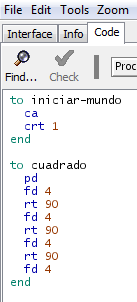 File Edit Tools Zoom
Interface Info Code
Find... Check Proc
to iniciar-mundo
ca
crt 1
end
to cuadrado
pd
fd 4
rt 90
fd 4
rt 90
fd 4
rt 90
fd 4
end